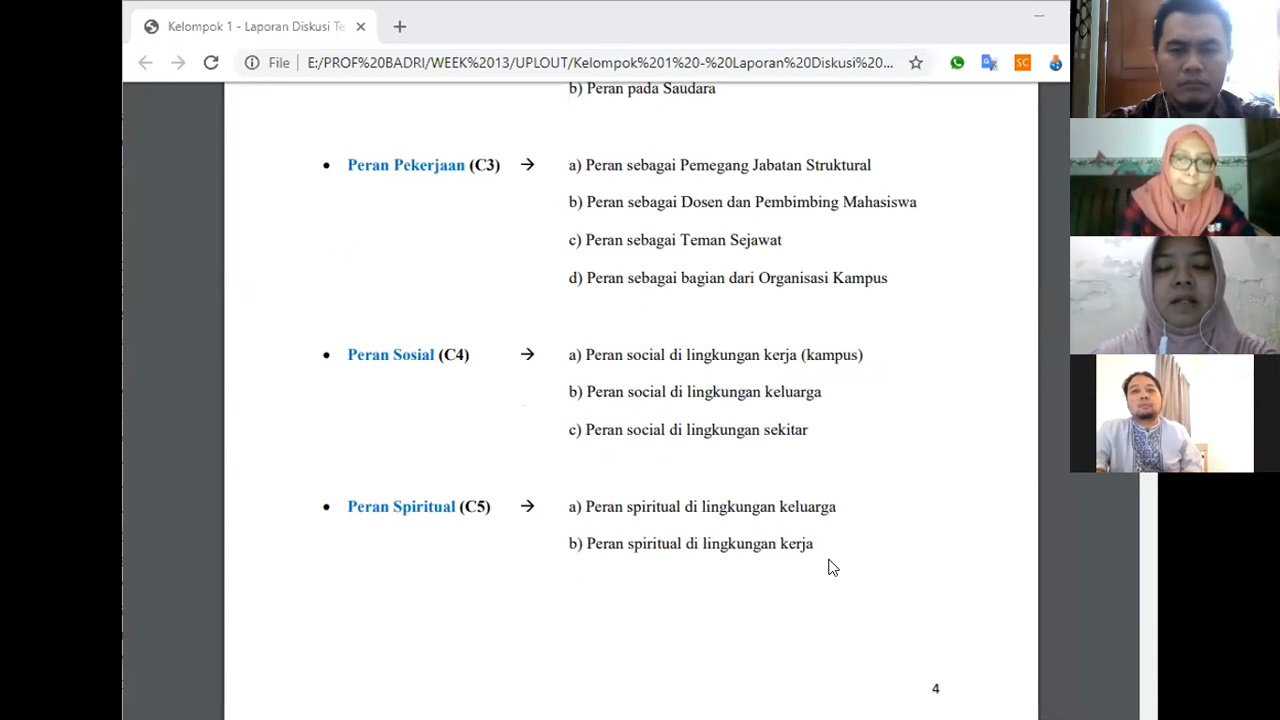 Kelompok 1 - Laporan Diskusi Te
File E:/PROF%20BADRI/WEEK%2013/UPLOUT/Kelompok%201%20-%20Laporan%20Diskusi%20...
SC
b) Peran pada Saudara
• Peran Pekerjaan (C3) → a) Peran sebagai Pemegang Jabatan Struktural
b) Peran sebagai Dosen dan Pembimbing Mahasiswa
c) Peran sebagai Teman Sejawat
d) Peran sebagai bagian dari Organisasi Kampus
• Peran Sosial (C4) → a) Peran social di lingkungan kerja (kampus)
b) Peran social di lingkungan keluarga
c) Peran social di lingkungan sekitar
• Peran Spiritual (C5) → a) Peran spiritual di lingkungan keluarga
b) Peran spiritual di lingkungan kerja
4